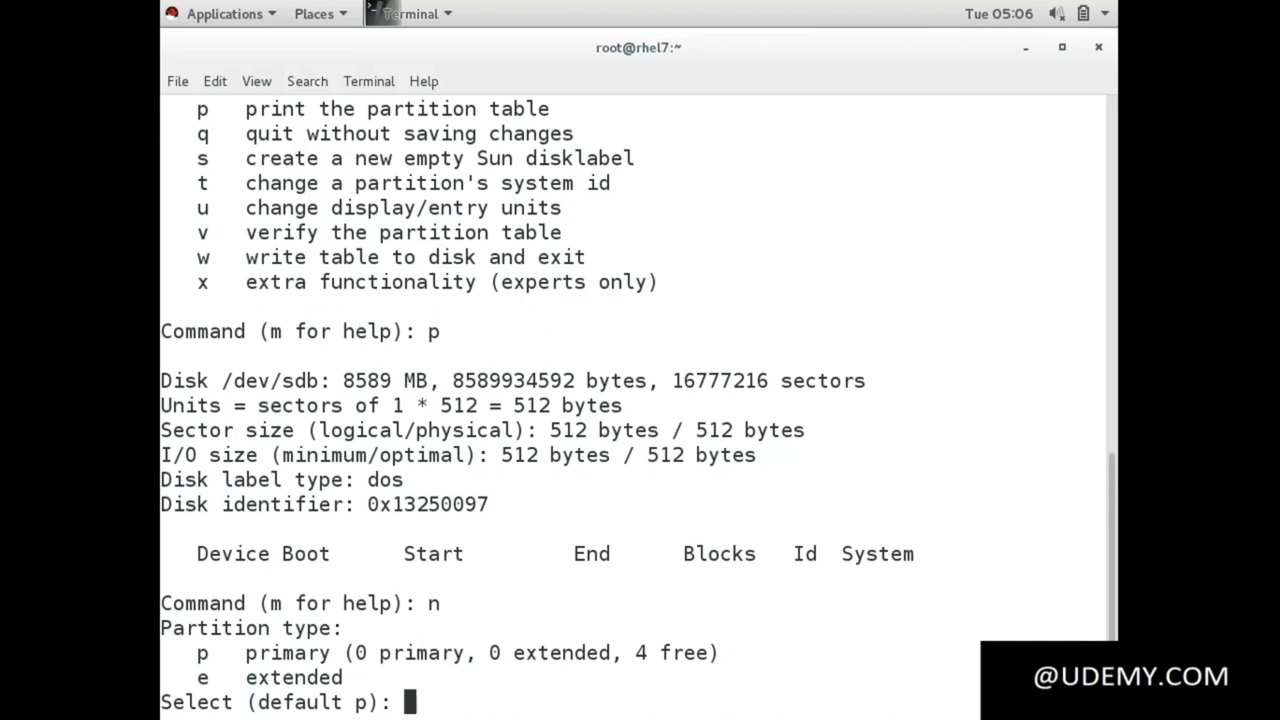 Applications Places Terminal Tue 05:06
root@rhel7:~
File Edit View Search Terminal Help
p print the partition table
q quit without saving changes
s create a new empty Sun disklabel
t change a partition's system id
u change display/entry units
v verify the partition table
w write table to disk and exit
x extra functionality (experts only)
Command (m for help): p
Disk /dev/sdb: 8589 MB, 8589934592 bytes, 16777216 sectors
Units = sectors of 1 * 512 = 512 bytes
Sector size (logical/physical): 512 bytes / 512 bytes
I/O size (minimum/optimal): 512 bytes / 512 bytes
Disk label type: dos
Disk identifier: 0x13250097
Device Boot Start End Blocks Id System
Command (m for help): n
Partition type:
p primary (0 primary, 0 extended, 4 free)
e extended
Select (default p):
@UDEMY.COM